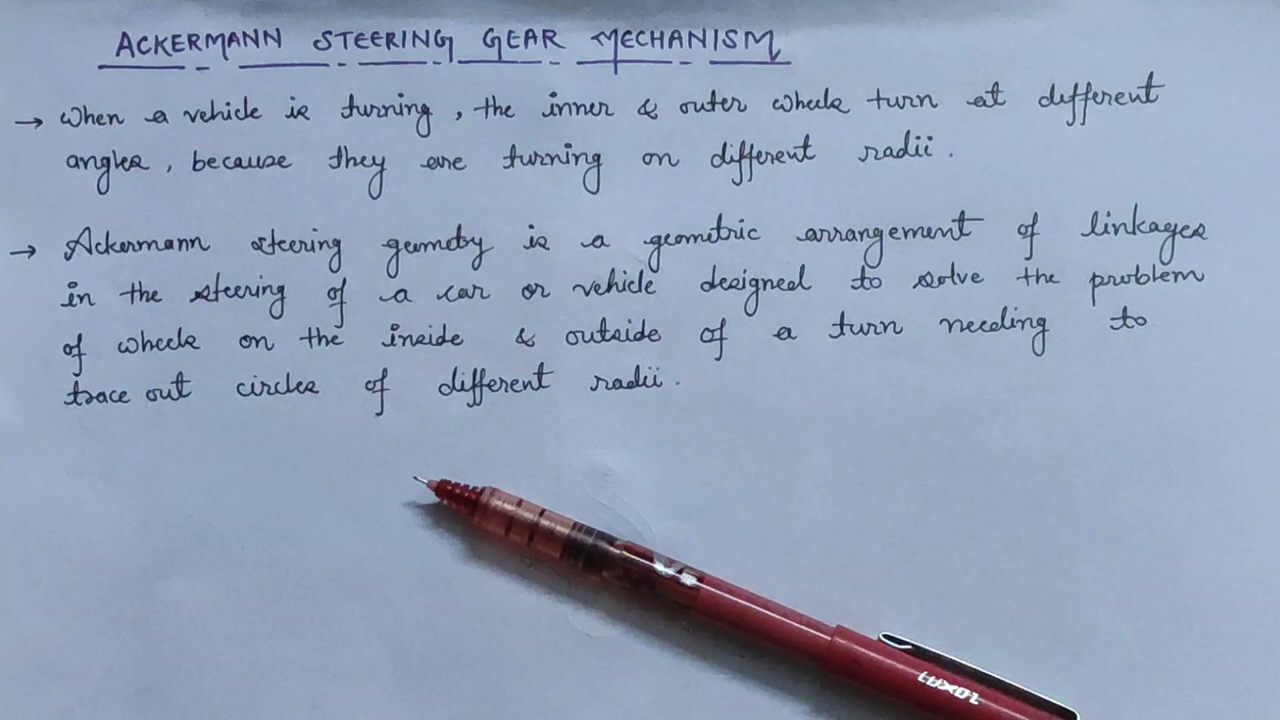 ACKERMANN STEERING GEAR MECHANISM
→ When a vehicle is turning, the inner & outer wheels turn at different
angles, because they are turning on different radii.
→ Ackermann steering geometry is a geometric arrangement of linkages
in the steering of a car or vehicle designed to solve the problem
of wheels on the inside & outside of a turn needing to
trace out circles of different radii.
V5
LUXOR